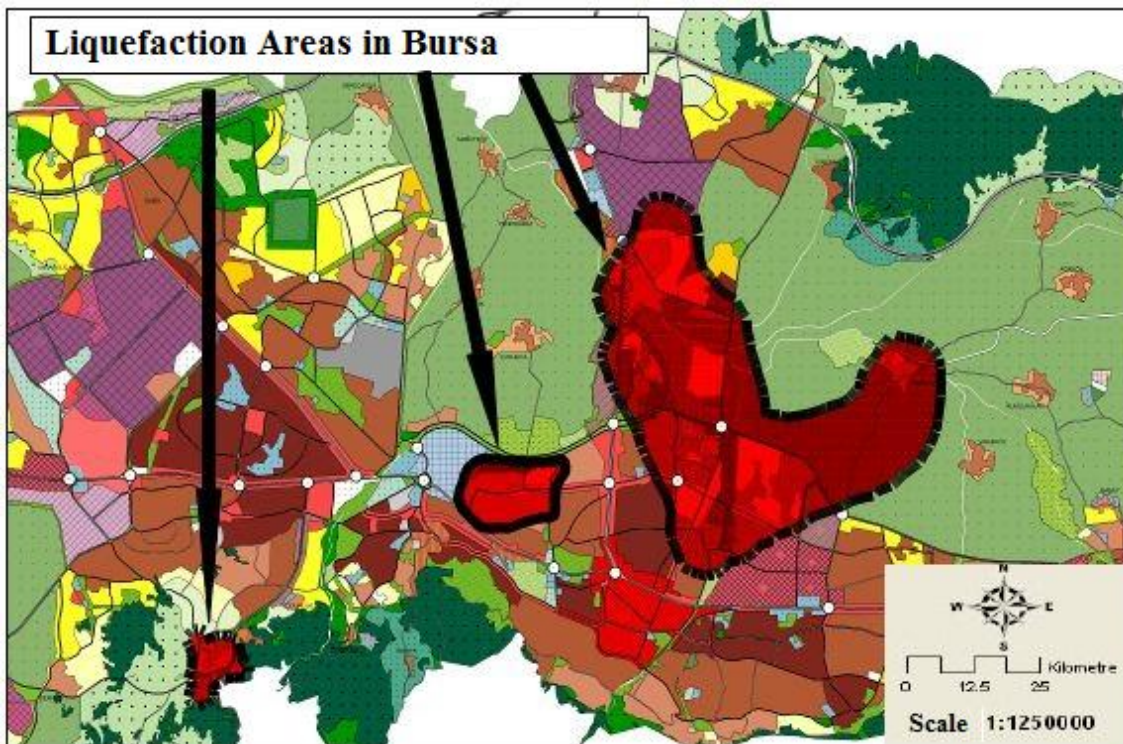 Liquefaction Areas in Bursa
N
W E
S
Kilometre
0 12.5 25
Scale 1:1250000